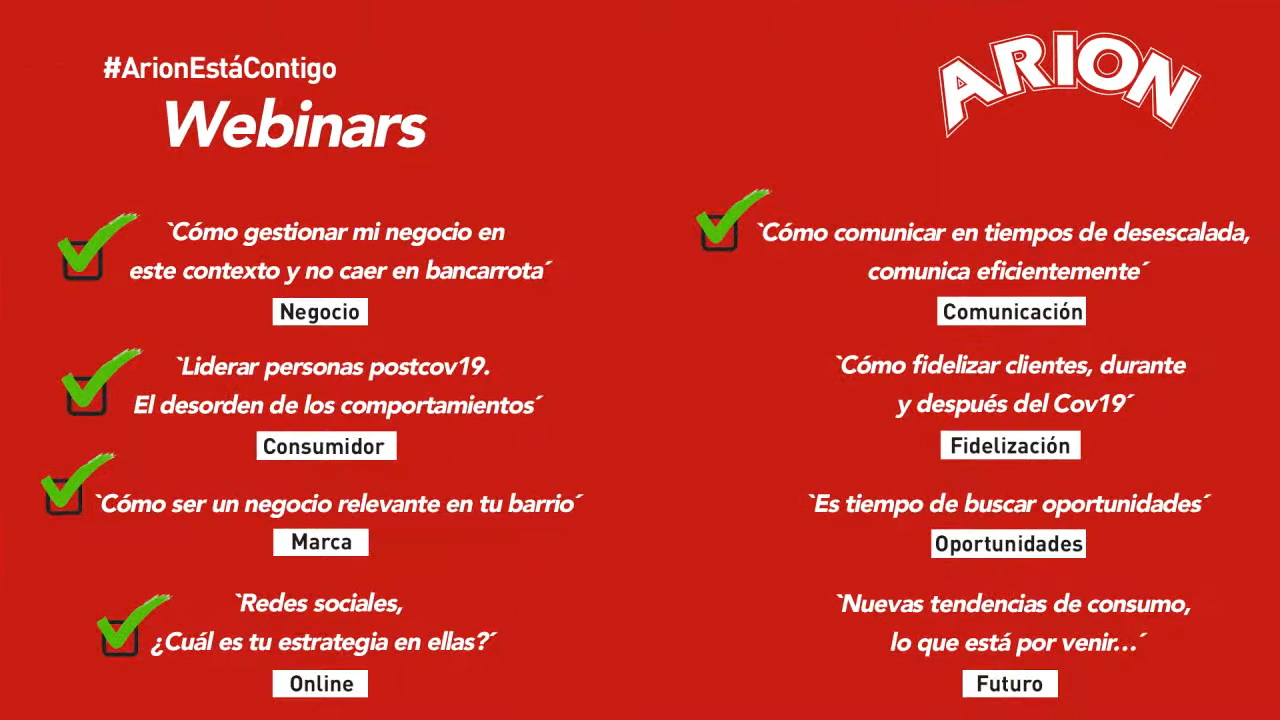 #ArionEstáContigo
Webinars
ARION
`Cómo gestionar mi negocio en
este contexto y no caer en bancarrota´
Negocio
`Liderar personas postcov19.
El desorden de los comportamientos´
Consumidor
`Cómo ser un negocio relevante en tu barrio´
Marca
`Redes sociales,
¿Cuál es tu estrategia en ellas?´
Online
`Cómo comunicar en tiempos de desescalada,
comunica eficientemente´
Comunicación
`Cómo fidelizar clientes, durante
y después del Cov19´
Fidelización
`Es tiempo de buscar oportunidades´
Oportunidades
`Nuevas tendencias de consumo,
lo que está por venir...´
Futuro